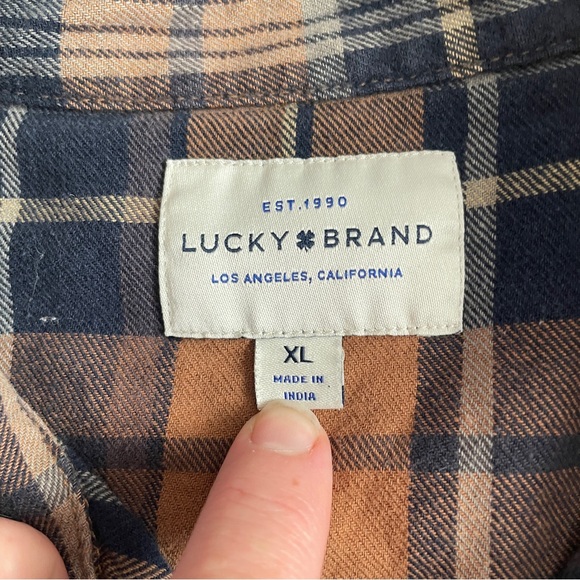 EST.1990
LUCKY BRAND
LOS ANGELES, CALIFORNIA
XL
MADE IN
INDIA